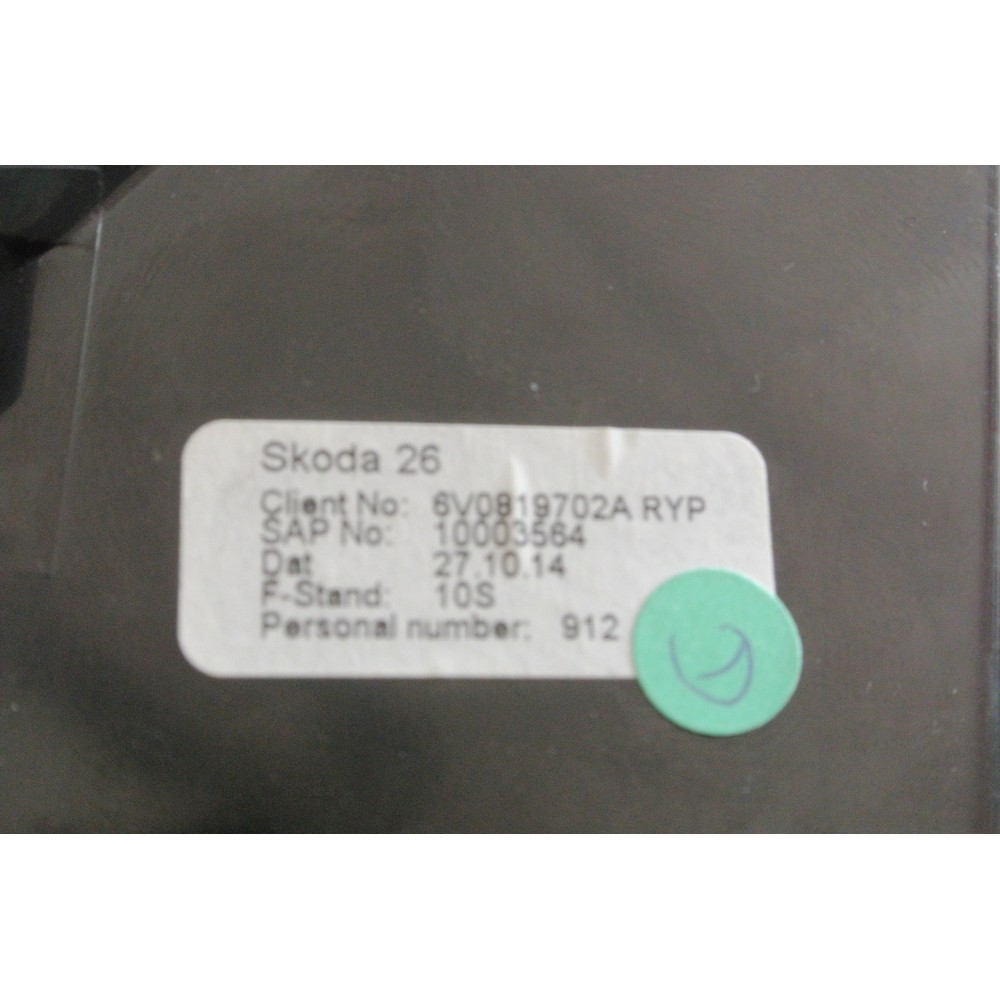 Skoda 26
Client No: 6V0819702A RYP
SAP No: 10003564
Dat 27.10.14
F-Stand: 10S
Personal number: 912